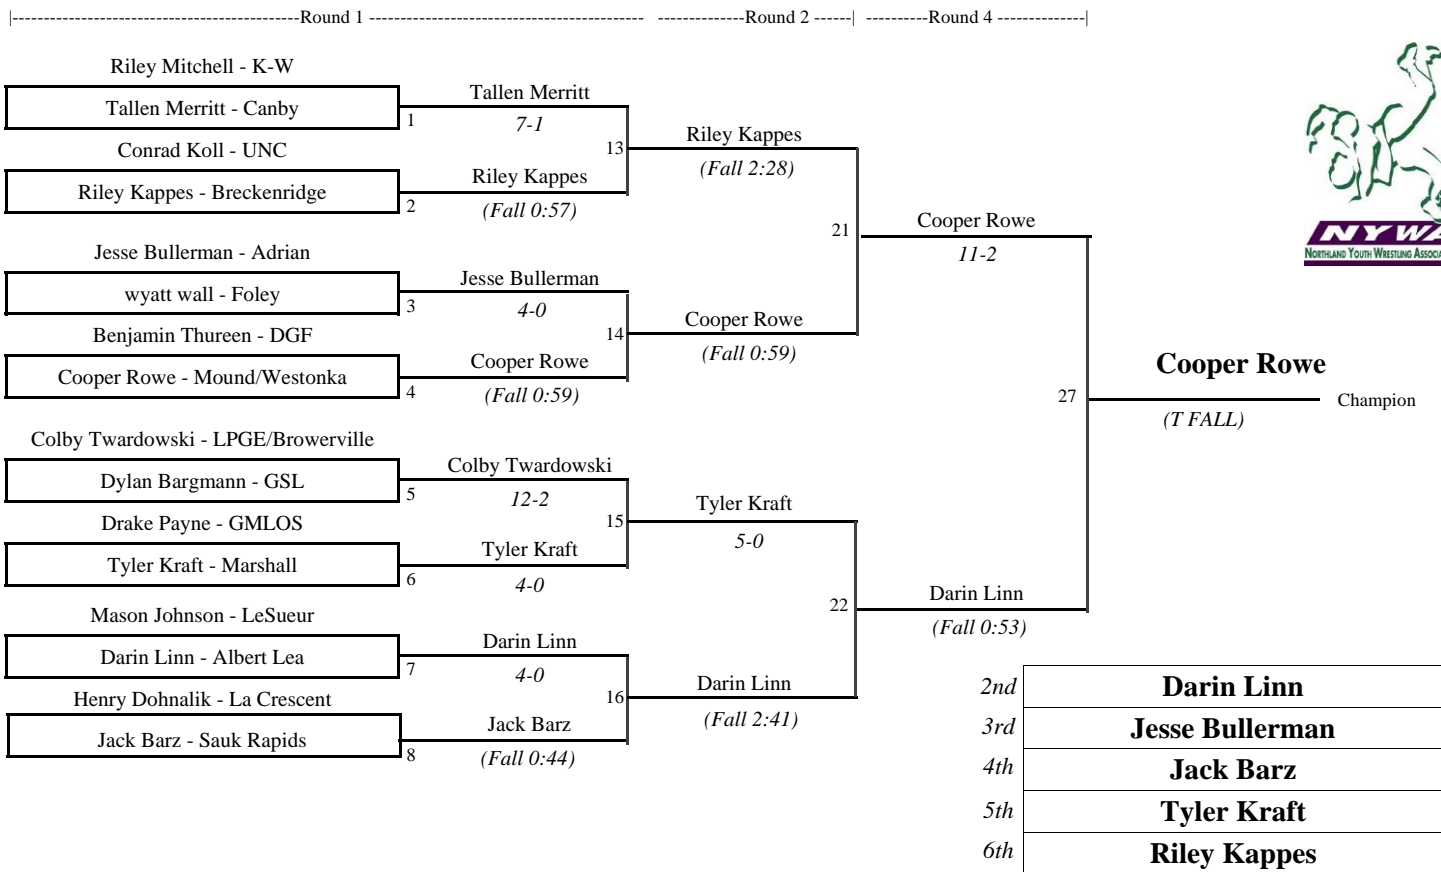 |-----------------------------------------Round 1 ---------------------------------------
--------------Round 2 ------|
----------Round 4 --------------|
Riley Mitchell - K-W
Tallen Merritt - Canby
1
Conrad Koll - UNC
Riley Kappes - Breckenridge
2
Jesse Bullerman - Adrian
wyatt wall - Foley
3
Benjamin Thureen - DGF
Cooper Rowe - Mound/Westonka
4
Colby Twardowski - LPGE/Browerville
Dylan Bargmann - GSL
5
Drake Payne - GMLOS
Tyler Kraft - Marshall
6
Mason Johnson - LeSueur
Darin Linn - Albert Lea
7
Henry Dohnalik - La Crescent
Jack Barz - Sauk Rapids
8
Tallen Merritt
7-1
13
Riley Kappes
(Fall 0:57)
Jesse Bullerman
4-0
14
Cooper Rowe
(Fall 0:59)
Colby Twardowski
12-2
15
Tyler Kraft
4-0
Darin Linn
4-0
16
Jack Barz
(Fall 0:44)
Riley Kappes
(Fall 2:28)
21
Cooper Rowe
(Fall 0:59)
Tyler Kraft
5-0
22
Darin Linn
(Fall 2:41)
Cooper Rowe
11-2
27
Darin Linn
(Fall 0:53)
NYWA
NORTHLAND YOUTH WRESTLING
Cooper Rowe
Champion
(T FALL)
2nd Darin Linn
3rd Jesse Bullerman
4th Jack Barz
5th Tyler Kraft
6th Riley Kappes